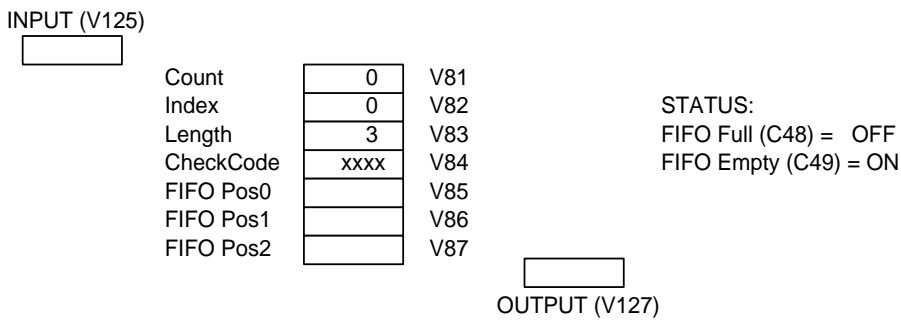 INPUT (V125)
Count 0 V81
Index 0 V82 STATUS:
Length 3 V83 FIFO Full (C48) = OFF
CheckCode xxxx V84 FIFO Empty (C49) = ON
FIFO Pos0 V85
FIFO Pos1 V86
FIFO Pos2 V87
OUTPUT (V127)